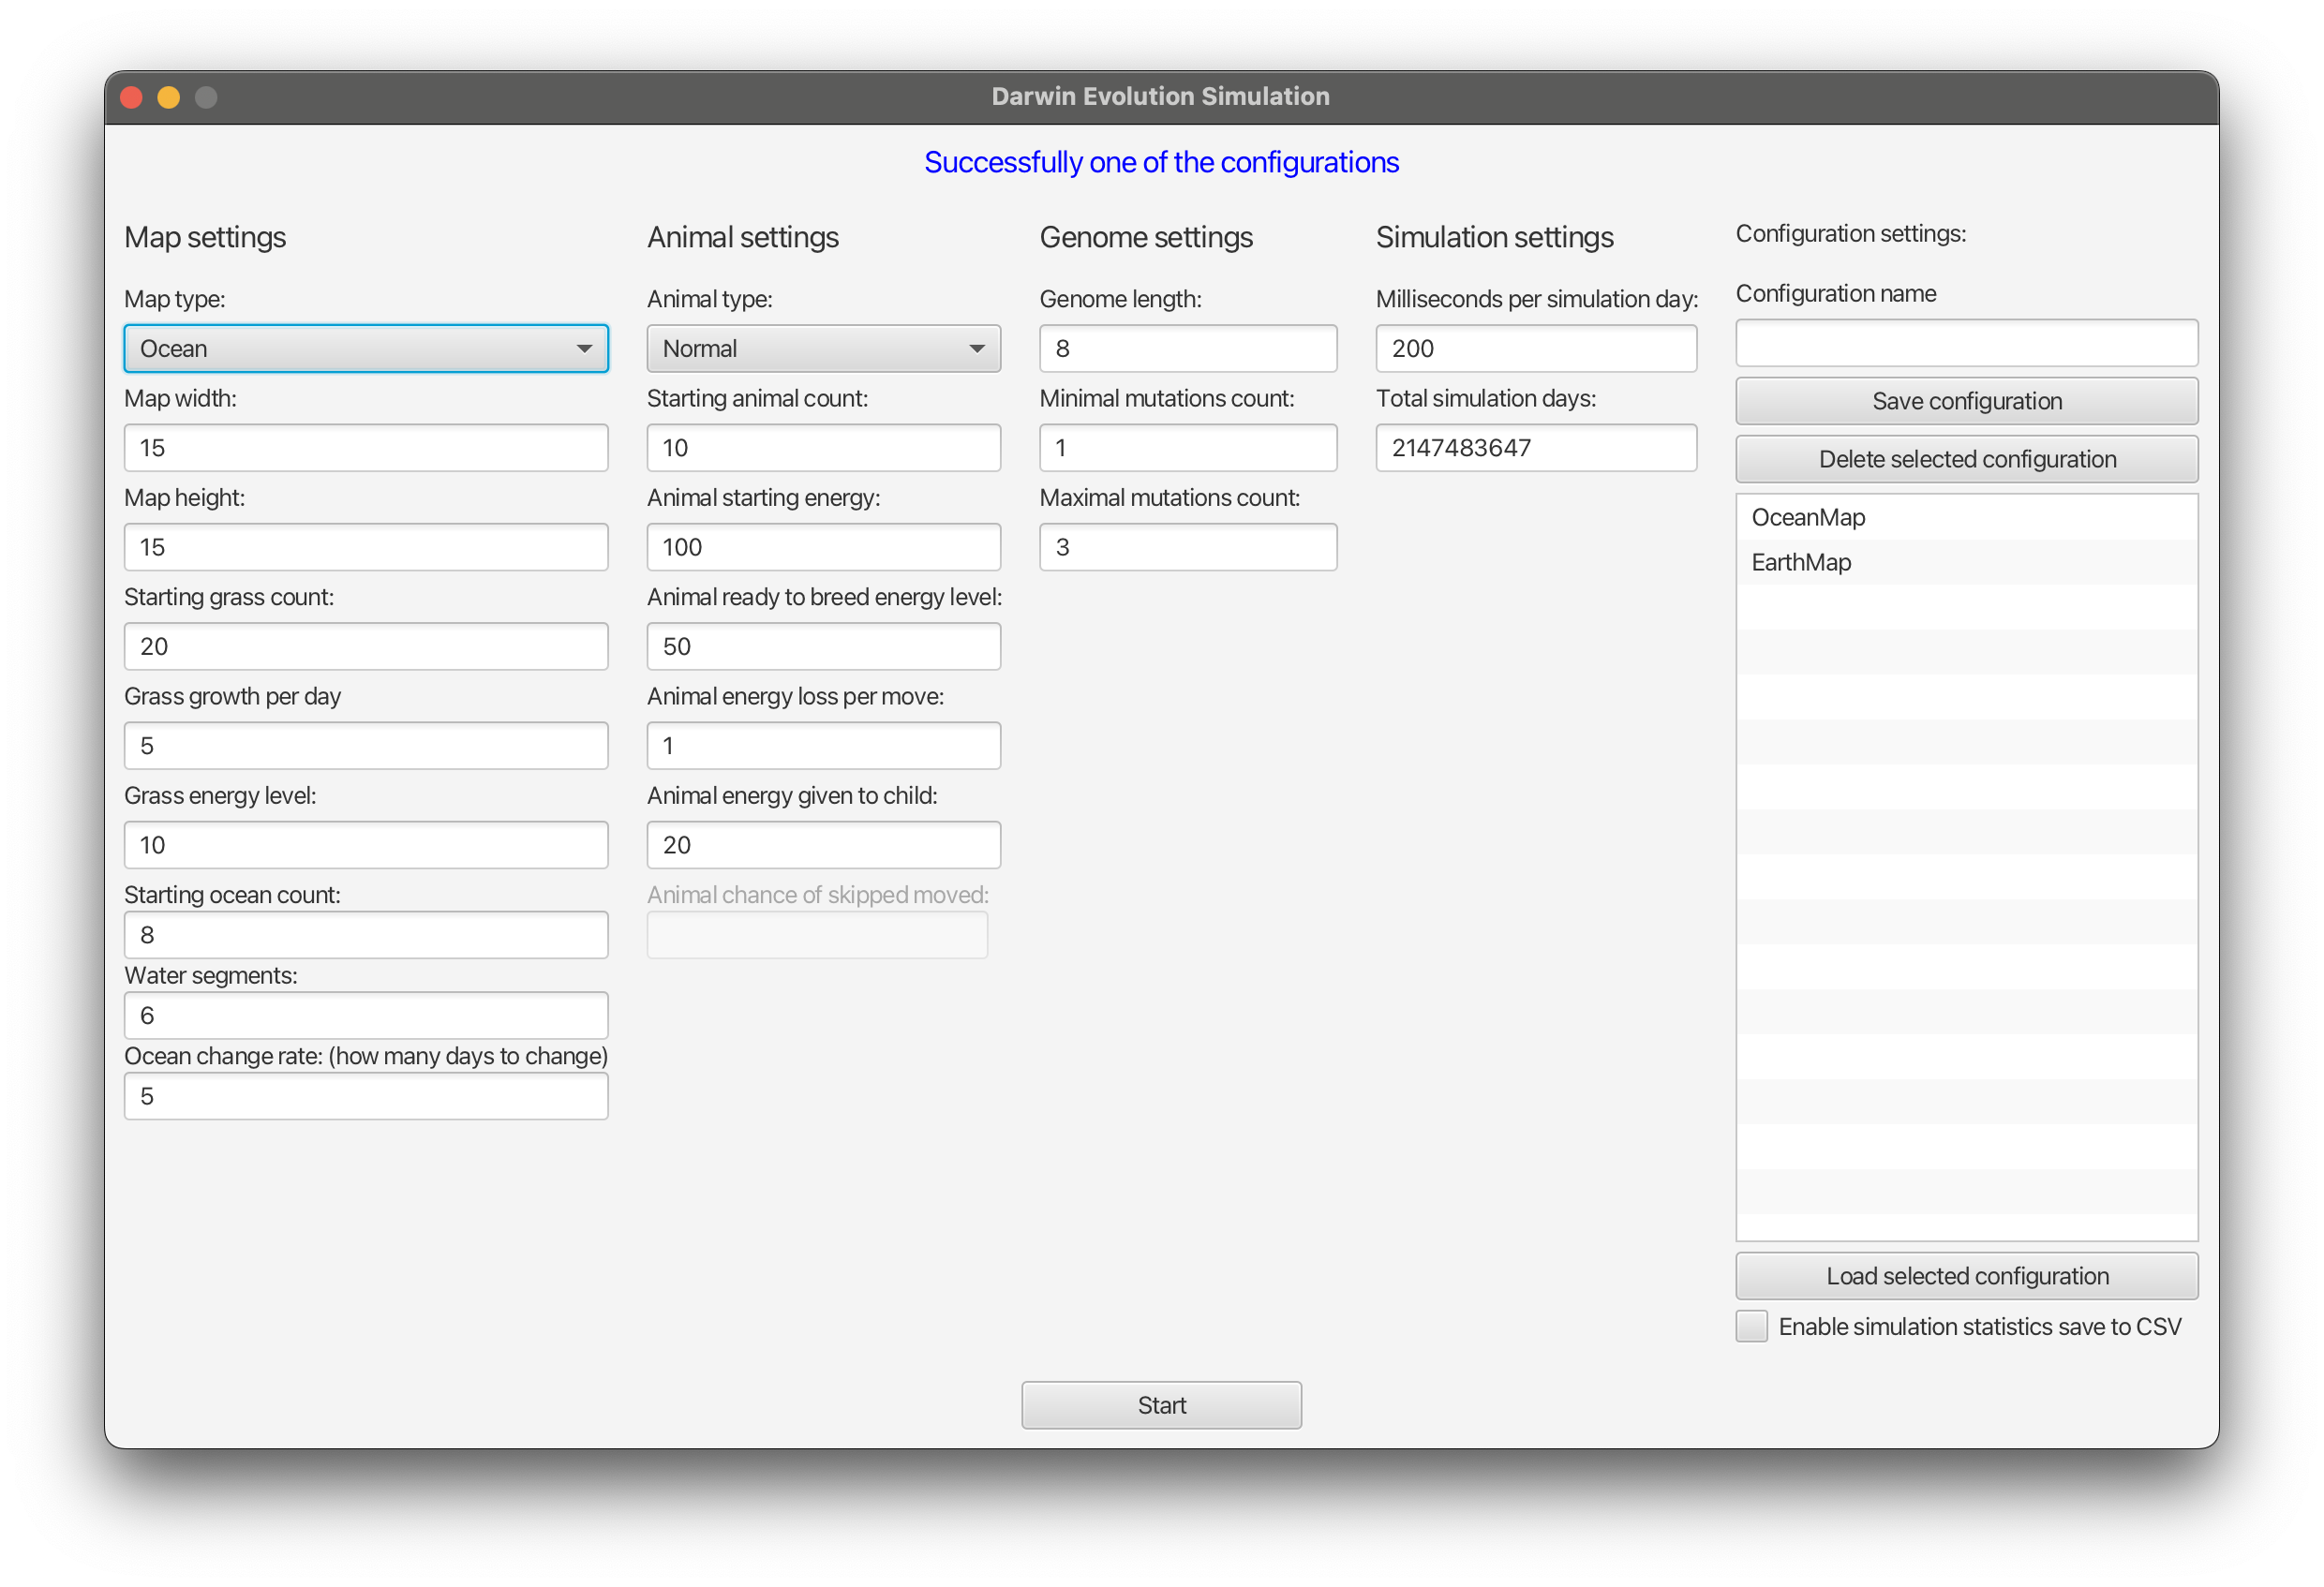 Darwin Evolution Simulation
Successfully one of the configurations
Map settings
Map type:
Ocean
Map width:
15
Map height:
15
Starting grass count:
20
Grass growth per day
5
Grass energy level:
10
Starting ocean count:
8
Water segments:
6
Ocean change rate: (how many days to change)
5
Animal settings
Animal type:
Normal
Starting animal count:
10
Animal starting energy:
100
Animal ready to breed energy level:
50
Animal energy loss per move:
1
Animal energy given to child:
20
Animal chance of skipped moved:
Genome settings
Genome length:
8
Minimal mutations count:
1
Maximal mutations count:
3
Simulation settings
Milliseconds per simulation day:
200
Total simulation days:
2147483647
Configuration settings:
Configuration name
Save configuration
Delete selected configuration
OceanMap
EarthMap
Load selected configuration
Enable simulation statistics save to CSV
Start